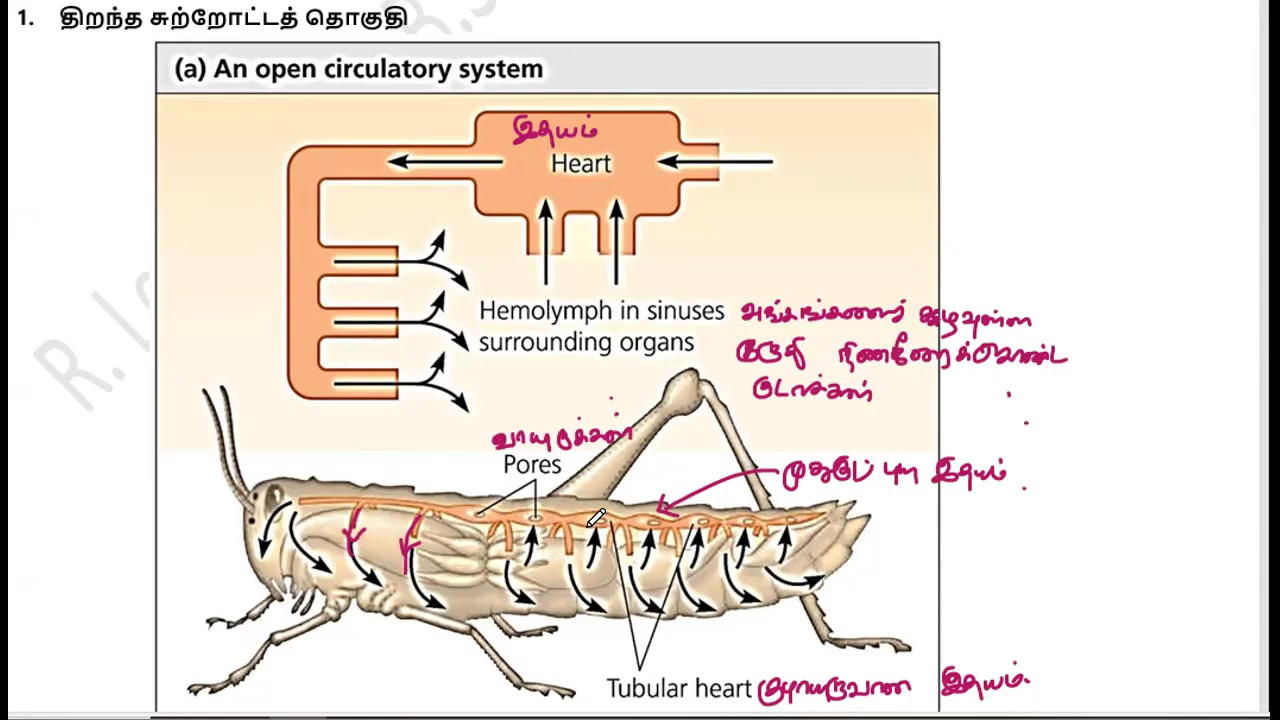 1. திறந்த சுற்றோட்டத் தொகுதி
(a) An open circulatory system
இதயம்
Heart
Hemolymph in sinuses
surrounding organs
அங்கங்களைச் சூழவுள்ள
குருதி நிணநீரைக்கொண்ட
குடாக்கள்
வாயுருக்கள்
Pores
முதுகுப் புற இதயம்
Tubular heart குழாயுருவான இதயம்